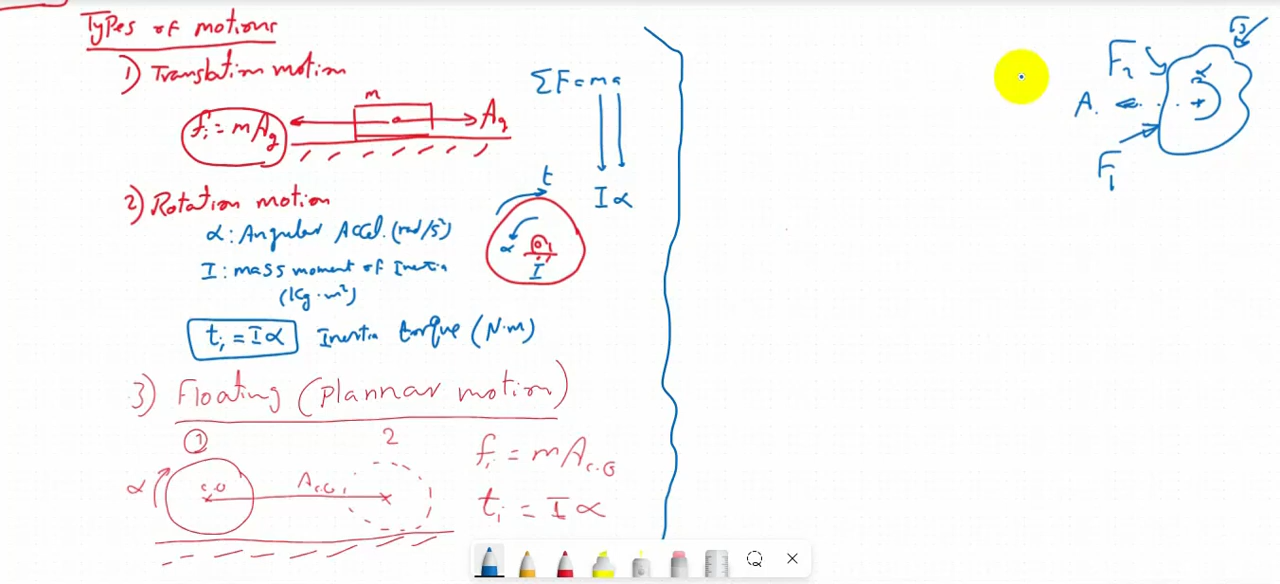 Types of motions
1) Translation motion
m
fi = mAg
Ag
ΣF = ma
Iα
2) Rotation motion
t
α : Angular Accel. (rad/s²)
α
I
I : mass moment of Inertia
(Kg·m²)
ti = Iα Inertia torque (N·m)
3) Floating (plannar motion)
1
2
α
C.G
AC.G
fi = mAC.G
ti = Iα
F2
A
α
F1